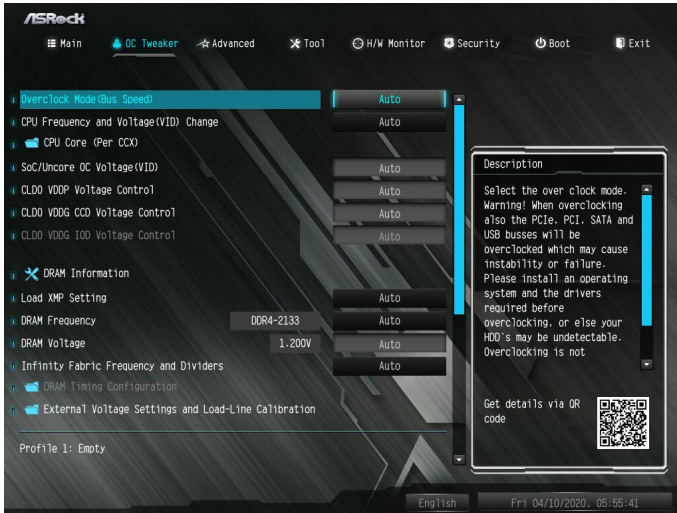 ASRock
Main
OC Tweaker
Advanced
Tool
H/W Monitor
Security
Boot
Exit
Overclock Mode(Bus Speed) Auto
CPU Frequency and Voltage(VID) Change Auto
CPU Core (Per CCX)
SoC/Uncore OC Voltage(VID) Auto
CLDO VDDP Voltage Control Auto
CLDO VDDG CCD Voltage Control Auto
CLDO VDDG IOD Voltage Control Auto
DRAM Information
Load XMP Setting Auto
DRAM Frequency DDR4-2133 Auto
DRAM Voltage 1.200V Auto
Infinity Fabric Frequency and Dividers Auto
DRAM Timing Configuration
External Voltage Settings and Load-Line Calibration
Profile 1: Empty
Description
Select the over clock mode.
Warning! When overclocking
also the PCIe, PCI, SATA and
USB busses will be
overclocked which may cause
instability or failure.
Please install an operating
system and the drivers
required before
overclocking, or else your
HDD`s may be undetectable.
Overclocking is not
Get details via QR
code
English
Fri 04/10/2020, 05:55:41